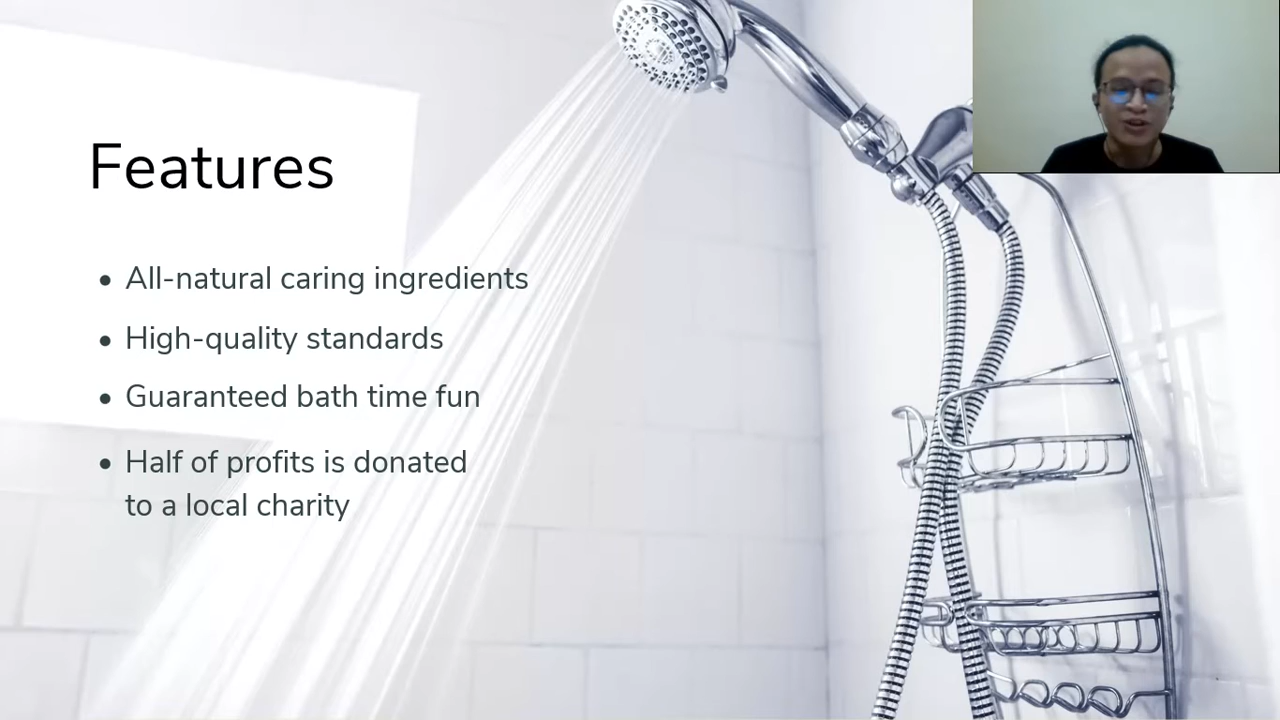 Features
• All-natural caring ingredients
• High-quality standards
• Guaranteed bath time fun
• Half of profits is donated
to a local charity